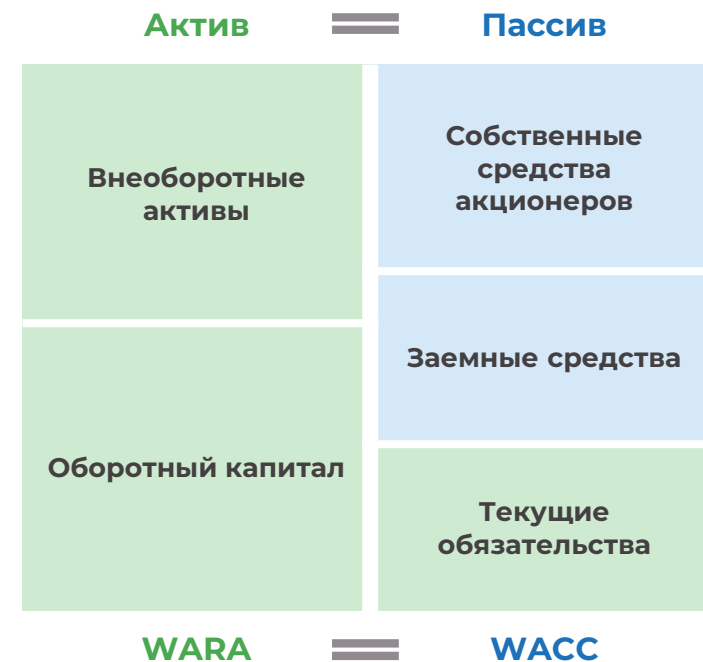 Актив
Пассив
Внеоборотные
активы
Собственные
средства
акционеров
Заемные средства
Оборотный капитал
Текущие
обязательства
WARA
WACC